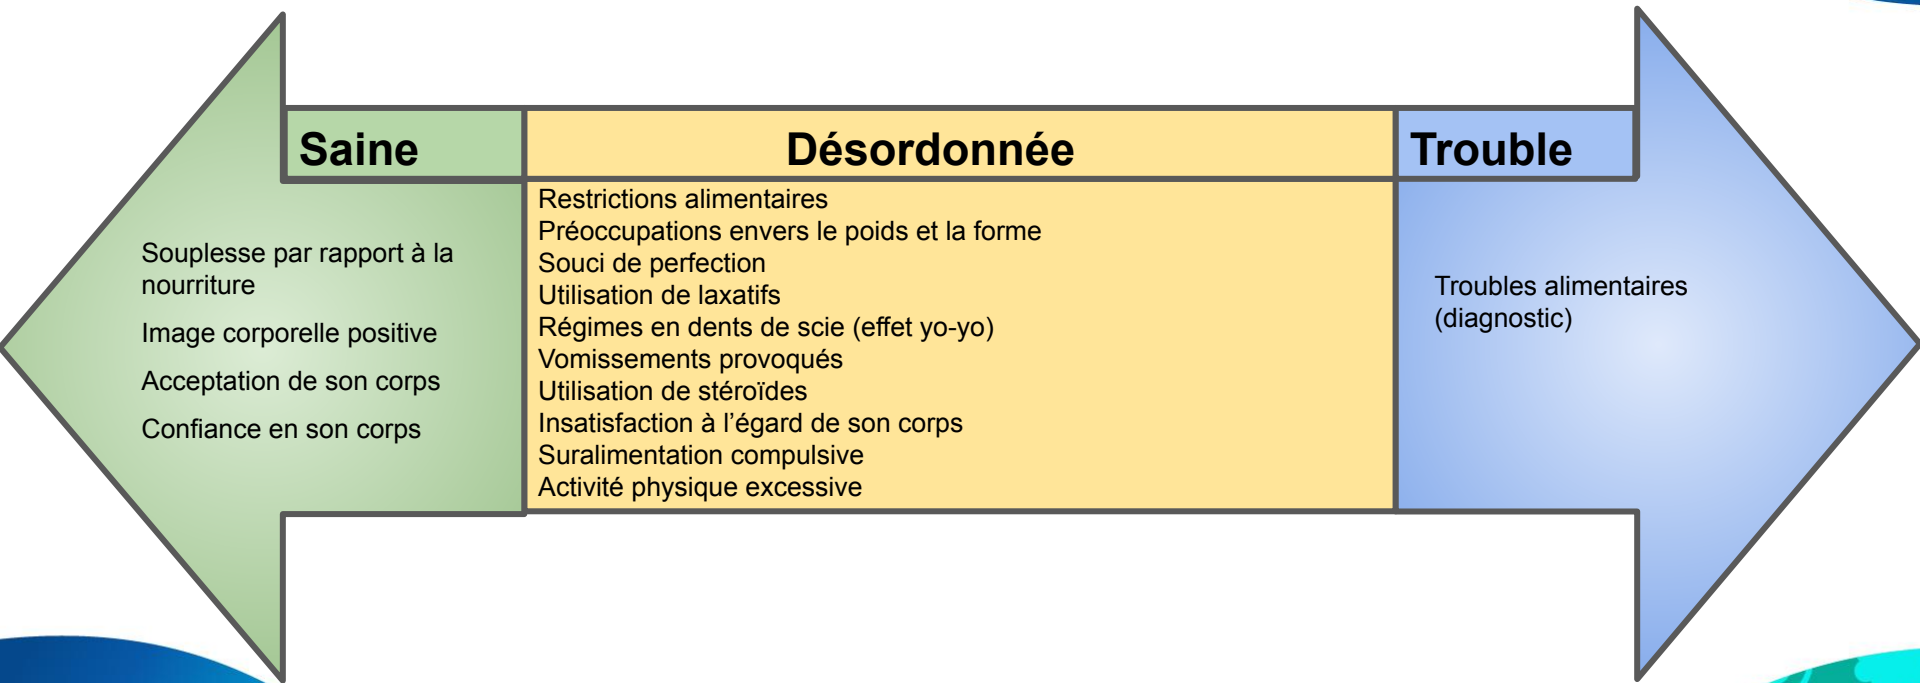 Saine
Désordonnée
Trouble
Souplesse par rapport à la
nourriture
Image corporelle positive
Acceptation de son corps
Confiance en son corps
Restrictions alimentaires
Préoccupations envers le poids et la forme
Souci de perfection
Utilisation de laxatifs
Régimes en dents de scie (effet yo-yo)
Vomissements provoqués
Utilisation de stéroïdes
Insatisfaction à l’égard de son corps
Suralimentation compulsive
Activité physique excessive
Troubles alimentaires
(diagnostic)